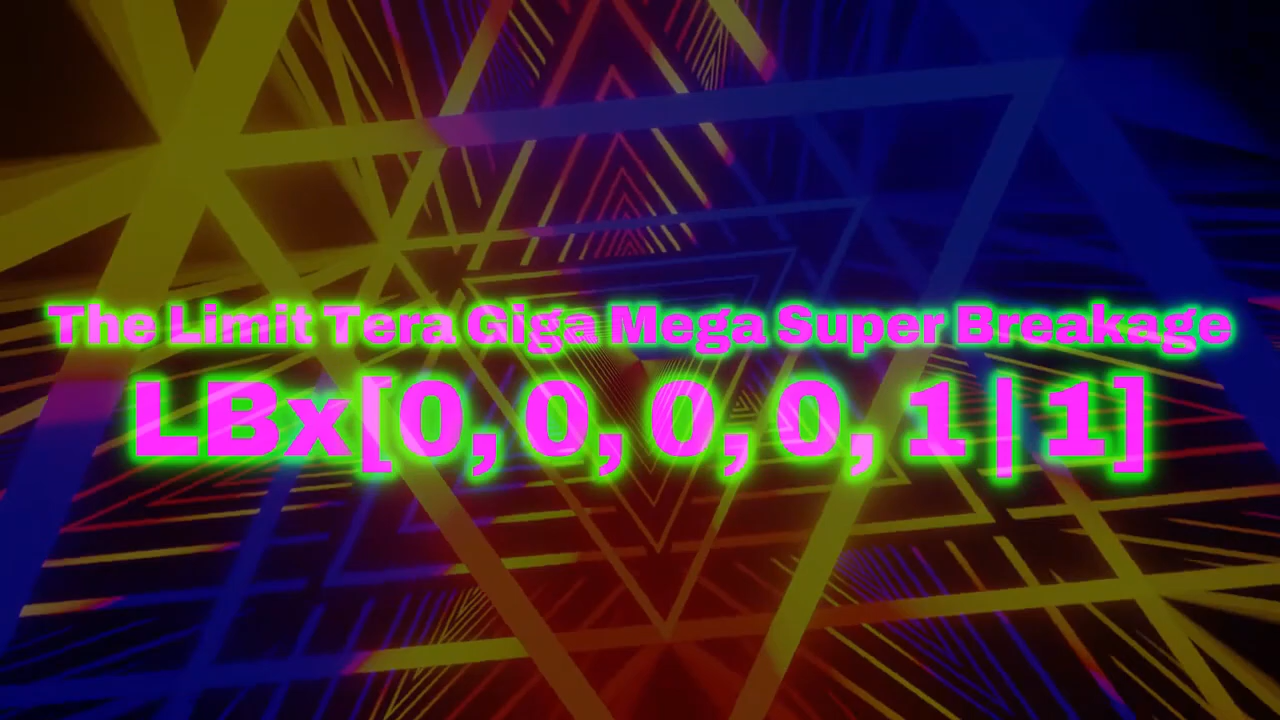 The Limit Tera Giga Mega Super Breakage
LBx[0, 0, 0, 0, 1 | 1]